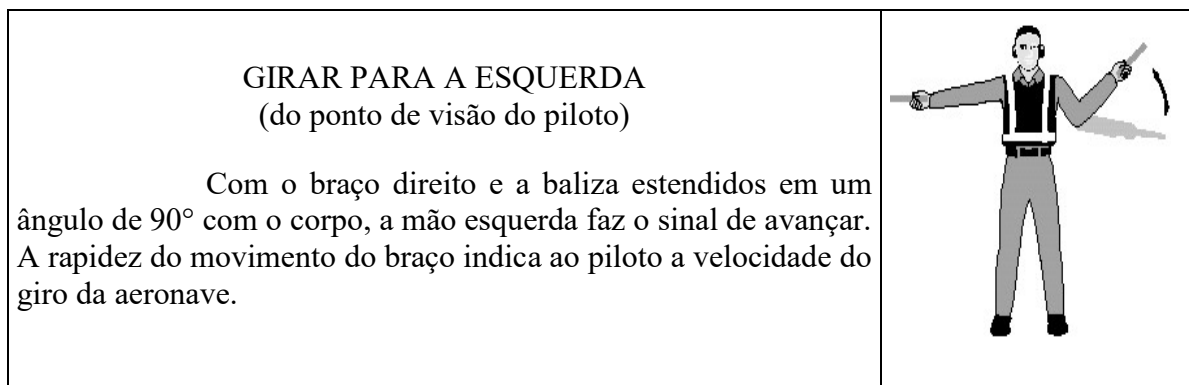 GIRAR PARA A ESQUERDA
(do ponto de visão do piloto)
Com o braço direito e a baliza estendidos em um
ângulo de 90° com o corpo, a mão esquerda faz o sinal de avançar.
A rapidez do movimento do braço indica ao piloto a velocidade do
giro da aeronave.